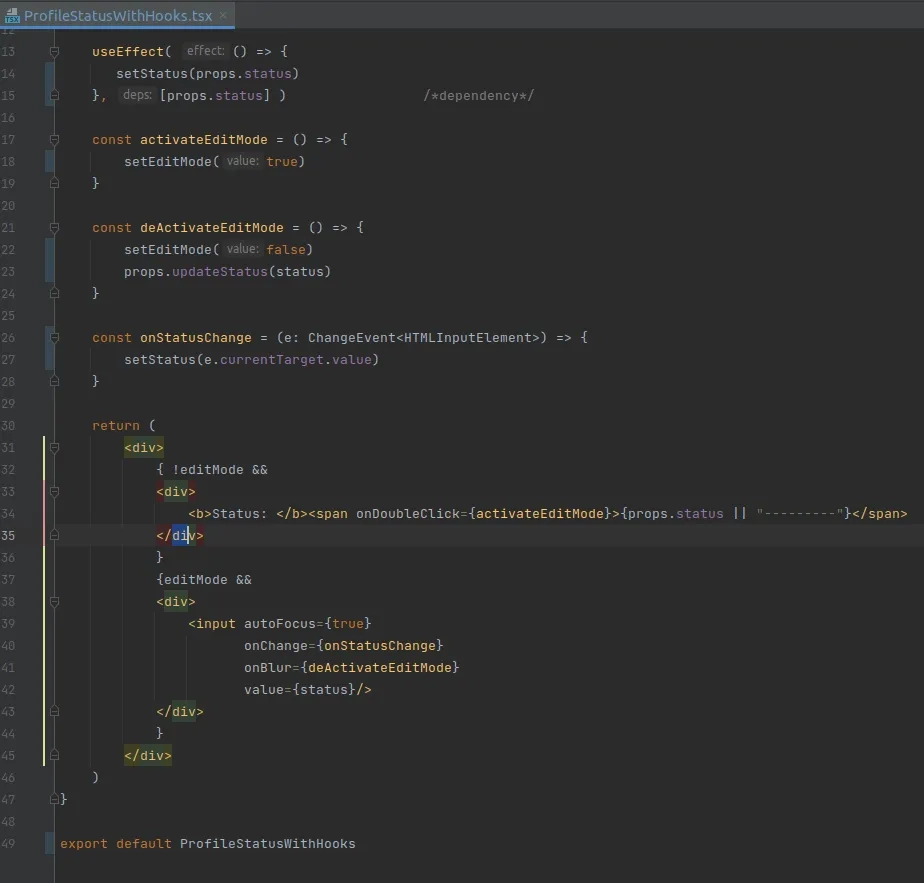 ProfileStatusWithHooks.tsx ×
12
13 useEffect( effect: () => {
14 setStatus(props.status)
15 }, deps: [props.status] ) /*dependency*/
16
17 const activateEditMode = () => {
18 setEditMode( value: true)
19 }
20
21 const deActivateEditMode = () => {
22 setEditMode( value: false)
23 props.updateStatus(status)
24 }
25
26 const onStatusChange = (e: ChangeEvent<HTMLInputElement>) => {
27 setStatus(e.currentTarget.value)
28 }
29
30 return (
31 <div>
32 { !editMode &&
33 <div>
34 <b>Status: </b><span onDoubleClick={activateEditMode}>{props.status || "---------"}</span>
35 </div>
36 }
37 {editMode &&
38 <div>
39 <input autoFocus={true}
40 onChange={onStatusChange}
41 onBlur={deActivateEditMode}
42 value={status}/>
43 </div>
44 }
45 </div>
46 )
47 }
48
49 export default ProfileStatusWithHooks